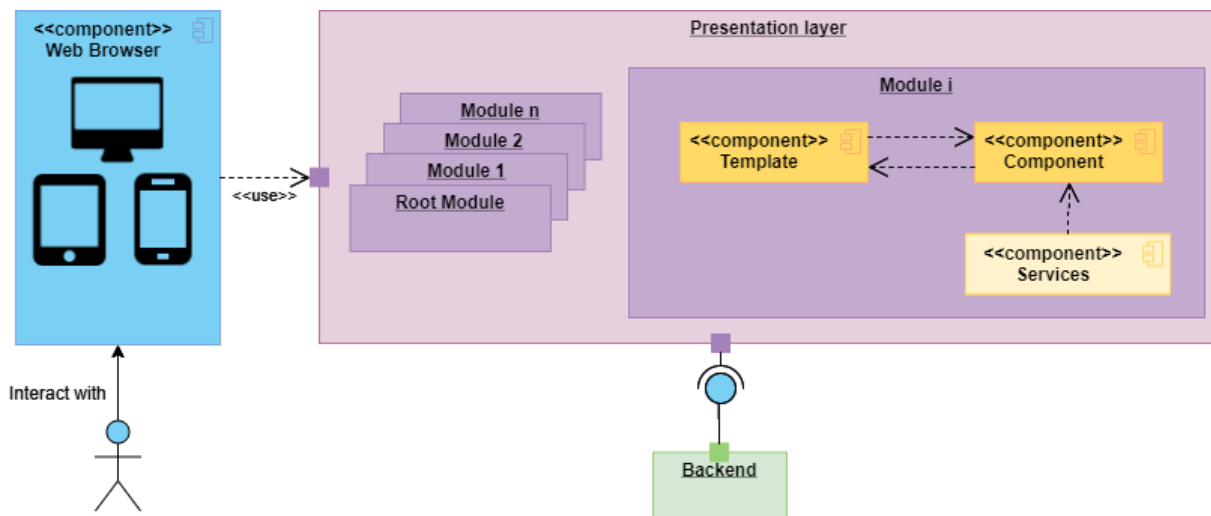 <<component>>
Web Browser
<<use>>
Interact with
Presentation layer
Module n
Module 2
Module 1
Root Module
Module i
<<component>>
Template
<<component>>
Component
<<component>>
Services
Backend